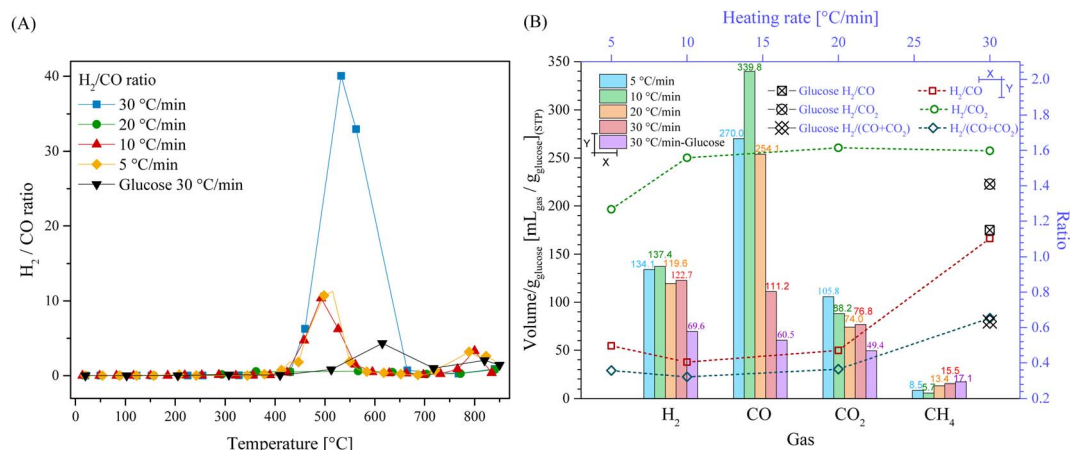 (A)
H2/CO ratio
30 °C/min
20 °C/min
10 °C/min
5 °C/min
Glucose 30 °C/min
40
30
20
10
0
H2 / CO ratio
0 100 200 300 400 500 600 700 800
Temperature [°C]
(B)
Heating rate [°C/min]
5 10 15 20 25 30
350
300
250
200
150
100
50
0
Volume/gglucose [mLgas / gglucose](STP)
5 °C/min
10 °C/min
20 °C/min
30 °C/min
30 °C/min-Glucose
Y
X
Glucose H2/CO
Glucose H2/CO2
Glucose H2/(CO+CO2)
H2/CO
H2/CO2
H2/(CO+CO2)
X
Y
134.1
137.4
119.6
122.7
69.6
270.0
339.8
254.1
111.2
60.5
105.8
88.2
74.0
76.8
49.4
8.5
5.7
13.4
15.5
17.1
2.0
1.8
1.6
1.4
1.2
1.0
0.8
0.6
0.4
0.2
Ratio
H2 CO CO2 CH4
Gas